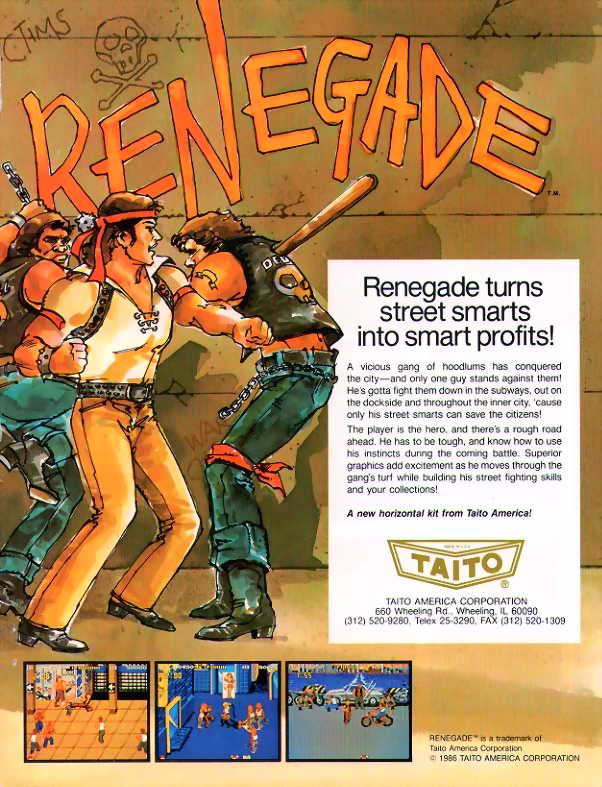 CTIMS
RENEGADE
T.M.
Renegade turns
street smarts
into smart profits!
A vicious gang of hoodlums has conquered
the city—and only one guy stands against them!
He's gotta fight them down in the subways, out on
the dockside and throughout the inner city, 'cause
only his street smarts can save the citizens!
The player is the hero, and there's a rough road
ahead. He has to be tough, and know how to use
his instincts during the coming battle. Superior
graphics add excitement as he moves through the
gang's turf while building his street fighting skills
and your collections!
A new horizontal kit from Taito America!
MADE IN U.S.A.
TAITO®
TAITO AMERICA CORPORATION
660 Wheeling Rd., Wheeling, IL 60090
(312) 520-9280, Telex 25-3290, FAX (312) 520-1309
RENEGADE™ is a trademark of
Taito America Corporation
© 1986 TAITO AMERICA CORPORATION